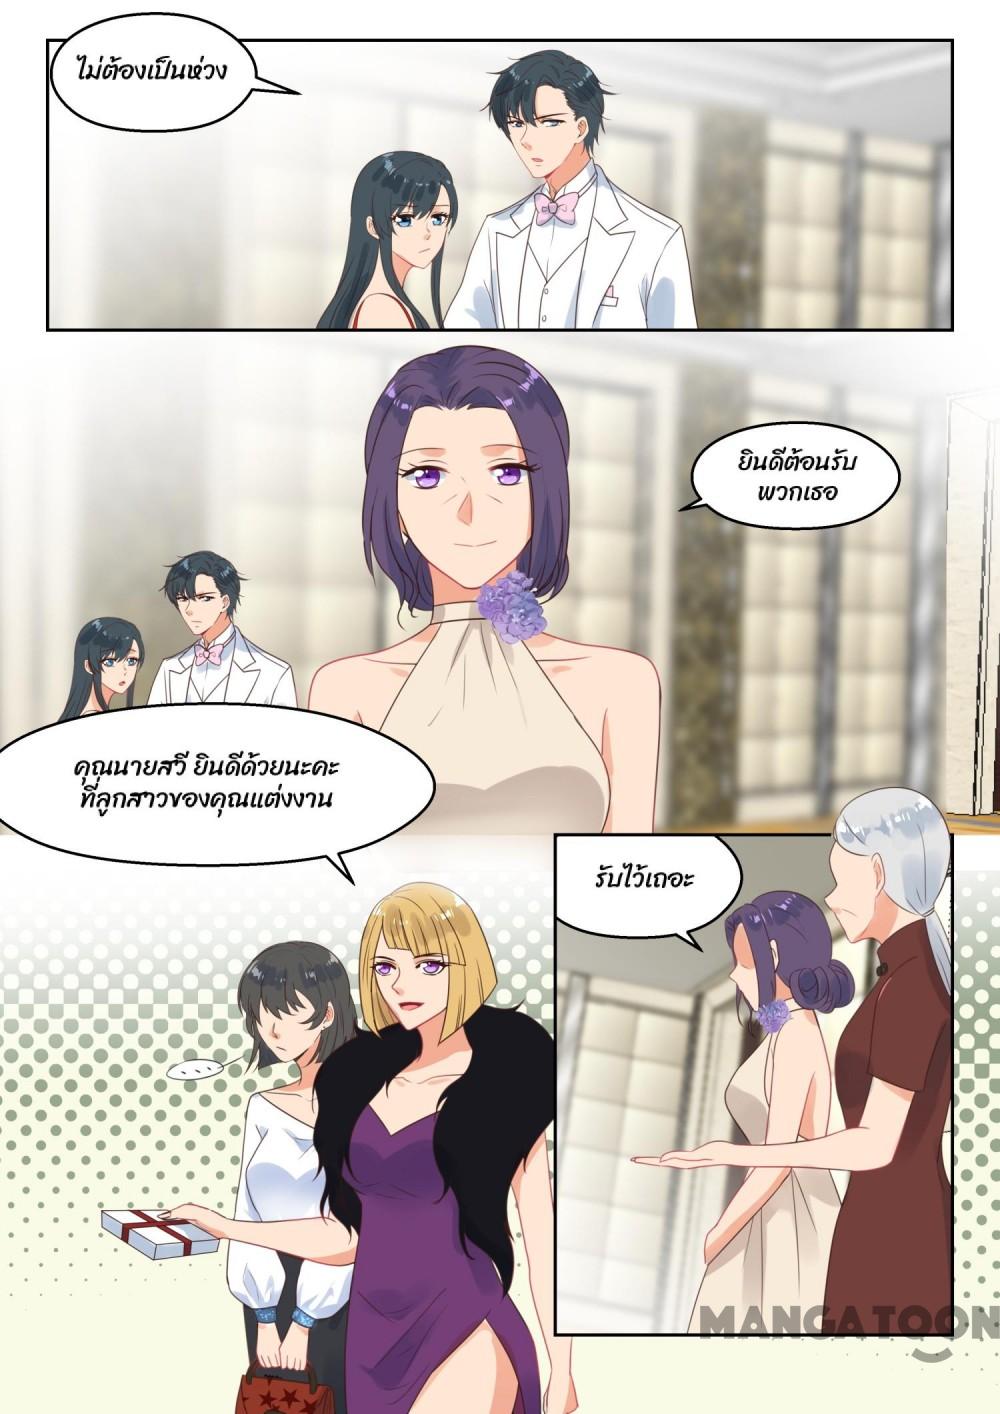 ไม่ต้องเป็นห่วง
ยินดีต้อนรับ
พวกเธอ
คุณนายสวี ยินดีด้วยนะคะ
ที่ลูกสาวของคุณแต่งงาน
รับไว้เถอะ
MANGATOON